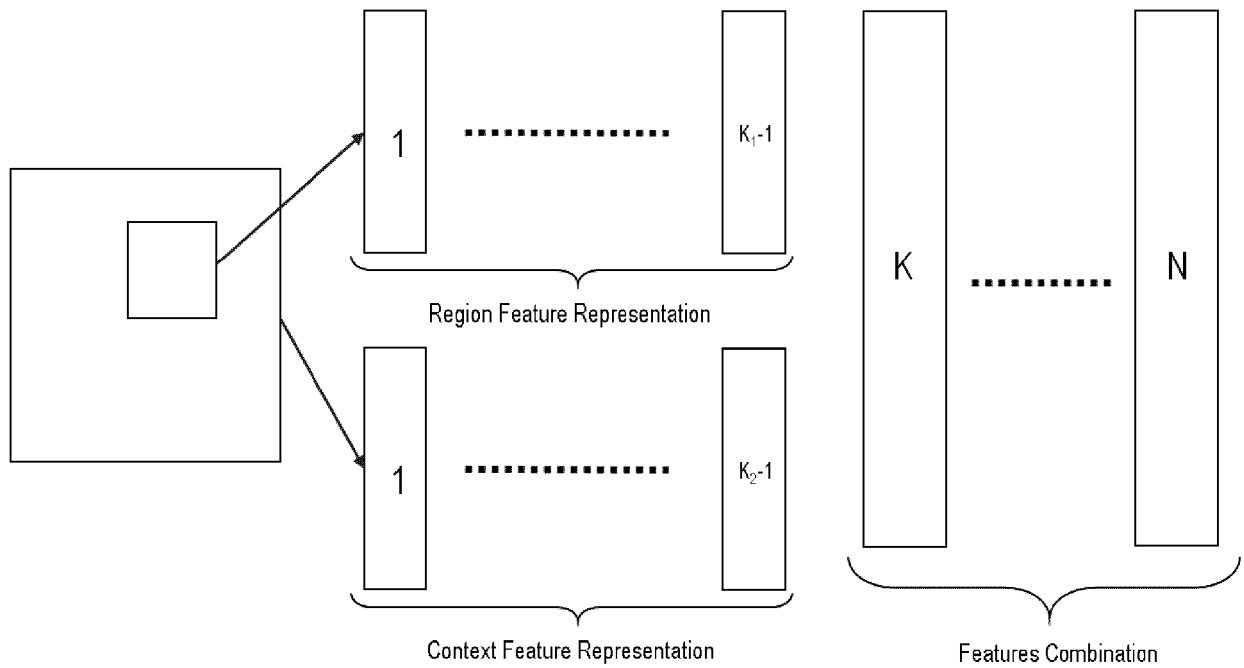 1
K₁-1
Region Feature Representation
1
K₂-1
Context Feature Representation
K
N
Features Combination